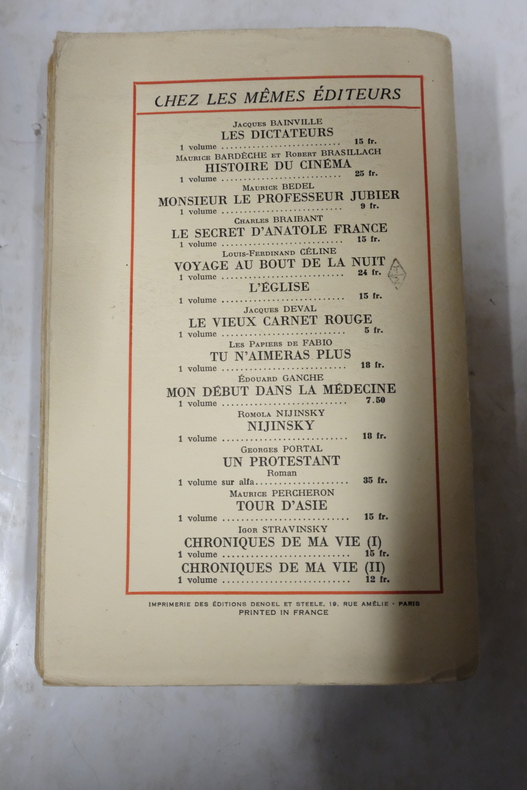 CHEZ LES MÊMES ÉDITEURS
Jacques BAINVILLE
LES DICTATEURS
1 volume .......................... 15 fr.
Maurice BARDÈCHE et Robert BRASILLACH
HISTOIRE DU CINÉMA
1 volume .......................... 25 fr.
Maurice BEDEL
MONSIEUR LE PROFESSEUR JUBIER
1 volume .......................... 9 fr.
Charles BRAIBANT
LE SECRET D'ANATOLE FRANCE
1 volume .......................... 15 fr.
Louis-Ferdinand CÉLINE
VOYAGE AU BOUT DE LA NUIT
1 volume .......................... 24 fr.
L'ÉGLISE
1 volume .......................... 15 fr.
Jacques DEVAL
LE VIEUX CARNET ROUGE
1 volume .......................... 5 fr.
Les Papiers de FABIO
TU N'AIMERAS PLUS
1 volume .......................... 18 fr.
Édouard GANCHE
MON DÉBUT DANS LA MÉDECINE
1 volume .......................... 7.50
Romola NIJINSKY
NIJINSKY
1 volume .......................... 18 fr.
Georges PORTAL
UN PROTESTANT
Roman
1 volume sur alfa................... 35 fr.
Maurice PERCHERON
TOUR D'ASIE
1 volume .......................... 15 fr.
Igor STRAVINSKY
CHRONIQUES DE MA VIE (I)
1 volume .......................... 15 fr.
CHRONIQUES DE MA VIE (II)
1 volume .......................... 12 fr.
IMPRIMERIE DES ÉDITIONS DENOEL ET STEELE, 19, RUE AMÉLIE - PARIS
PRINTED IN FRANCE